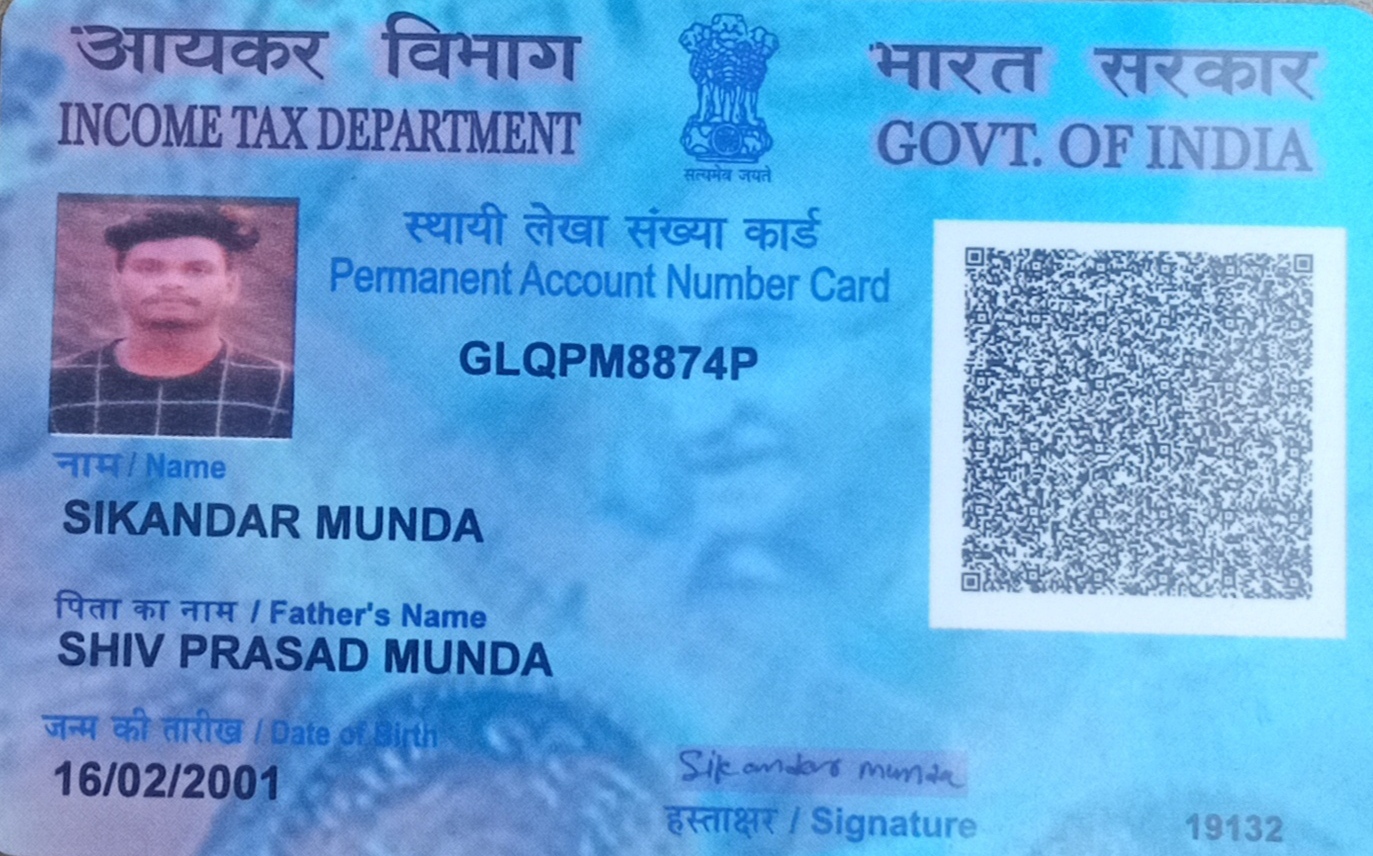 आयकर विभाग
INCOME TAX DEPARTMENT
सत्यमेव जयते
भारत सरकार
GOVT. OF INDIA
स्थायी लेखा संख्या कार्ड
Permanent Account Number Card
GLQPM8874P
नाम / Name
SIKANDAR MUNDA
पिता का नाम / Father's Name
SHIV PRASAD MUNDA
जन्म की तारीख / Date of Birth
16/02/2001
Sikandar munda
हस्ताक्षर / Signature
19132